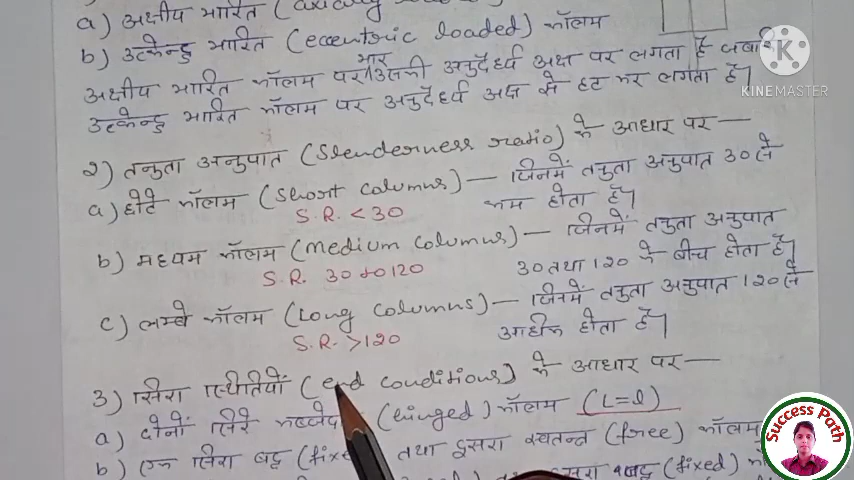 a) अक्षीय भारित (axially
b) उत्केन्द्र भारित (eccentric loaded) कॉलम
अक्षीय भारित कॉलम पर भार उसकी अनुदैर्ध्य अक्ष पर लगता है जबकि
उत्केन्द्र भारित कॉलम पर अनुदैर्ध्य अक्ष से हट कर लगता है।
२) तनुता अनुपात (Slenderness ratio) के आधार पर —
a) छोटे कॉलम (Short columns) — जिनमें तनुता अनुपात 30 से
कम होता है।
S.R. < 30
b) मध्यम कॉलम (Medium Columns) — जिनमें तनुता अनुपात
30 तथा 120 के बीच होता है।
S.R. 30 to 120
c) लम्बे कॉलम (Long Columns) — जिनमें तनुता अनुपात 120 से
अधीक होता है।
S.R. >120
3) सिरा स्थितियों (end conditions) के आधार पर —
a) दोनों सिरे (hinged) कॉलम (L=l)
b) एक सिरा बद्ध (fixed तथा दूसरा स्वतन्त्र (free) कॉलम
बद्ध (fixed)
KINEMASTER
Success Path